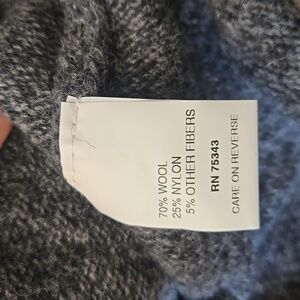 70% WOOL
25% NYLON
5% OTHER FIBERS
RN 75343
CARE ON REVERSE